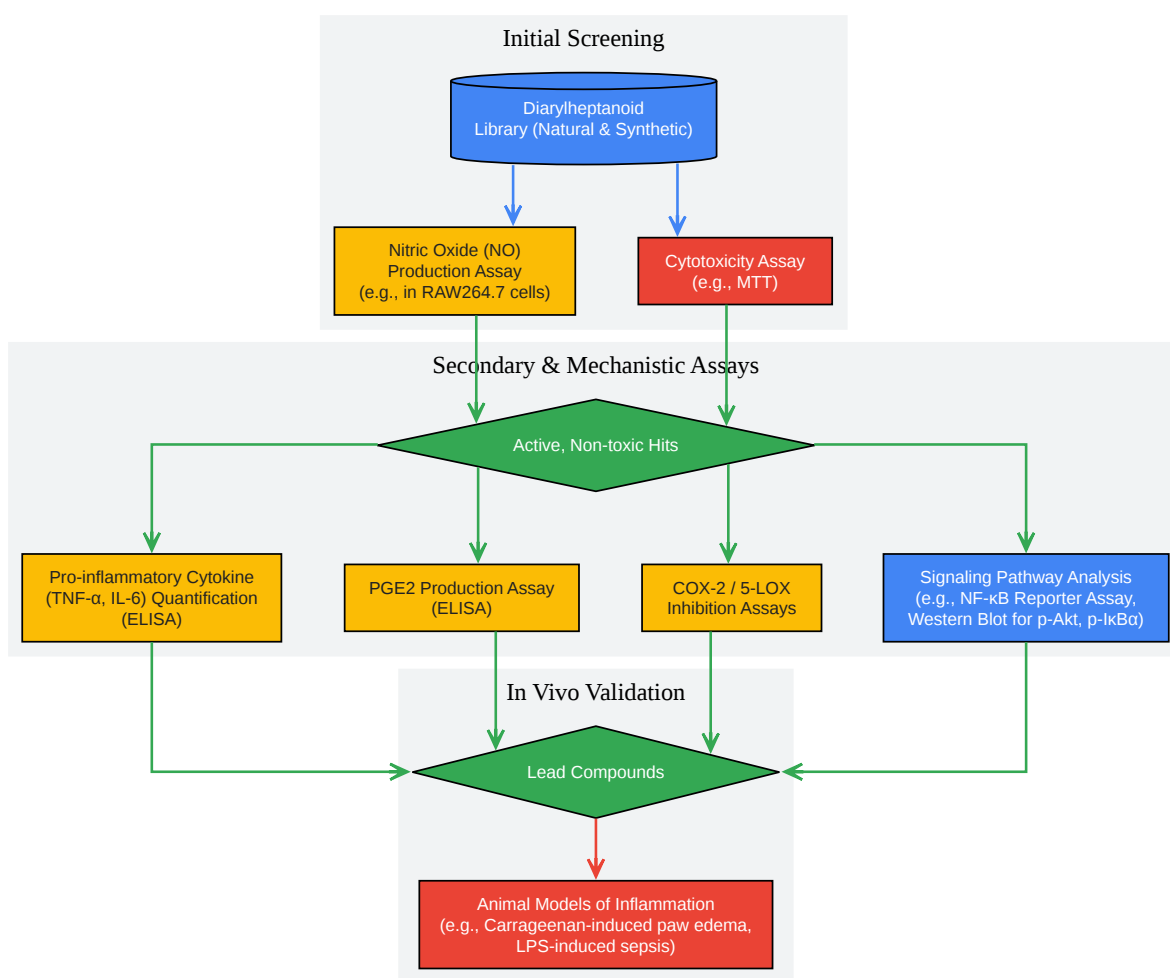 Initial Screening
Diarylheptanoid
Library (Natural & Synthetic)
Nitric Oxide (NO)
Production Assay
(e.g., in RAW264.7 cells)
Cytotoxicity Assay
(e.g., MTT)
Secondary & Mechanistic Assays
Active, Non-toxic Hits
Pro-inflammatory Cytokine
(TNF-α, IL-6) Quantification
(ELISA)
PGE2 Production Assay
(ELISA)
COX-2 / 5-LOX
Inhibition Assays
Signaling Pathway Analysis
(e.g., NF-κB Reporter Assay,
Western Blot for p-Akt, p-IκBα)
In Vivo Validation
Lead Compounds
Animal Models of Inflammation
(e.g., Carrageenan-induced paw edema,
LPS-induced sepsis)